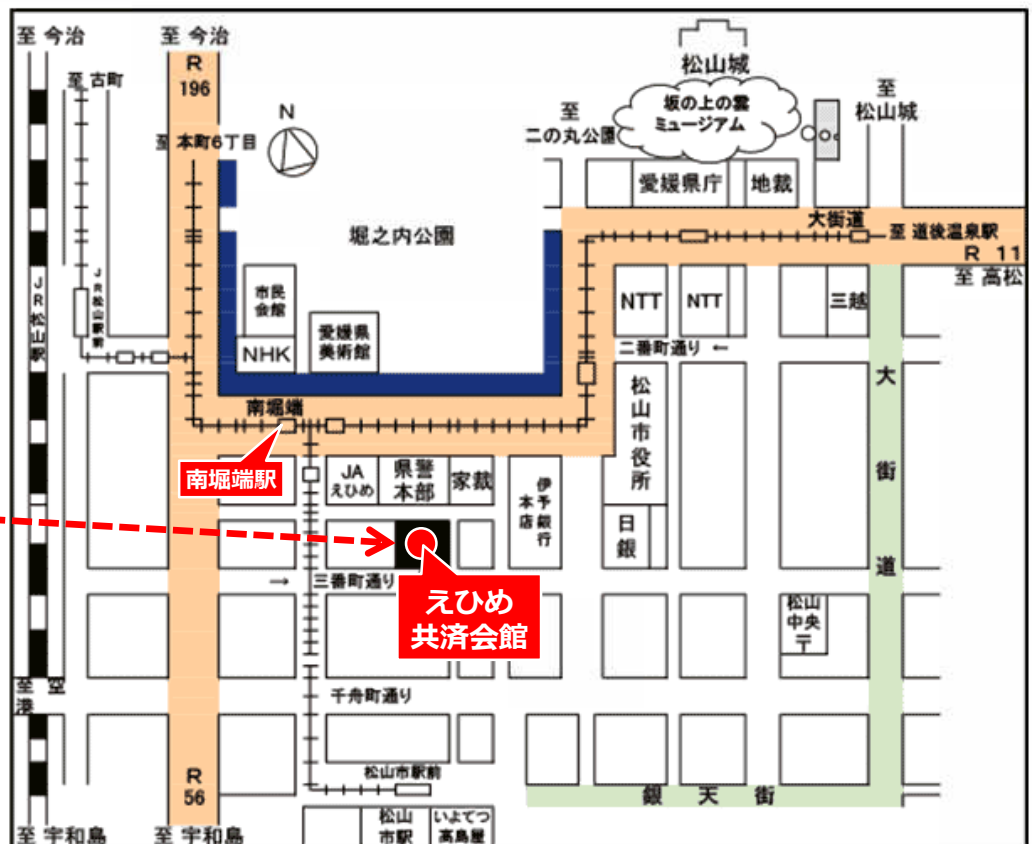 至 今治
至 今治
R
196
至 古町
至 本町6丁目
N
松山城
坂の上の雲
ミュージアム
至
二の丸公園
至
松山城
愛媛県庁
地裁
大街道
至 道後温泉駅
R 11
至 高松
堀之内公園
市民
会館
愛媛県
美術館
NHK
JR松山駅
JR松山駅前
NTT
NTT
三越
二番町通り ←
大街道
南堀端
南堀端駅
JA
えひめ
県警
本部
家裁
伊予銀行
本店
松山市役所
日銀
→ 三番町通り
えひめ
共済会館
松山
中央
〒
至 空港
千舟町通り
松山市駅前
R
56
銀天街
松山
市駅
いよてつ
高島屋
至 宇和島
至 宇和島